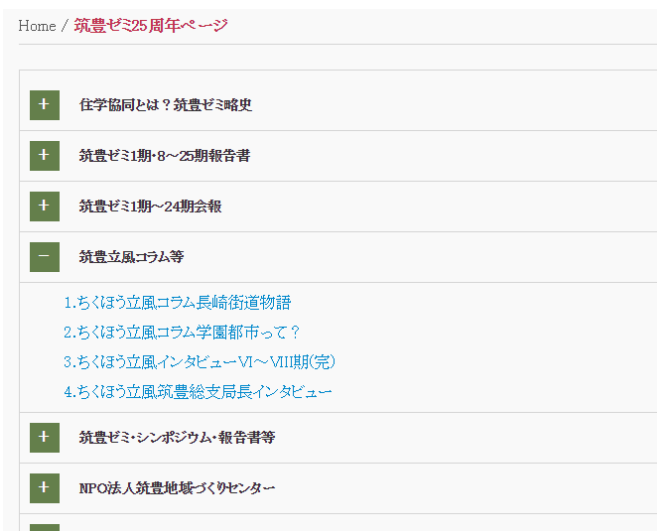 Home / 筑豊ゼミ25周年ページ
+ 住学協同とは？筑豊ゼミ略史
+ 筑豊ゼミ1期・8～25期報告書
+ 筑豊ゼミ1期～24期会報
− 筑豊立風コラム等
1.ちくほう立風コラム長崎街道物語
2.ちくほう立風コラム学園都市って？
3.ちくほう立風インタビューVI～VIII期(完)
4.ちくほう立風筑豊総支局長インタビュー
+ 筑豊ゼミ・シンポジウム・報告書等
+ NPO法人筑豊地域づくりセンター